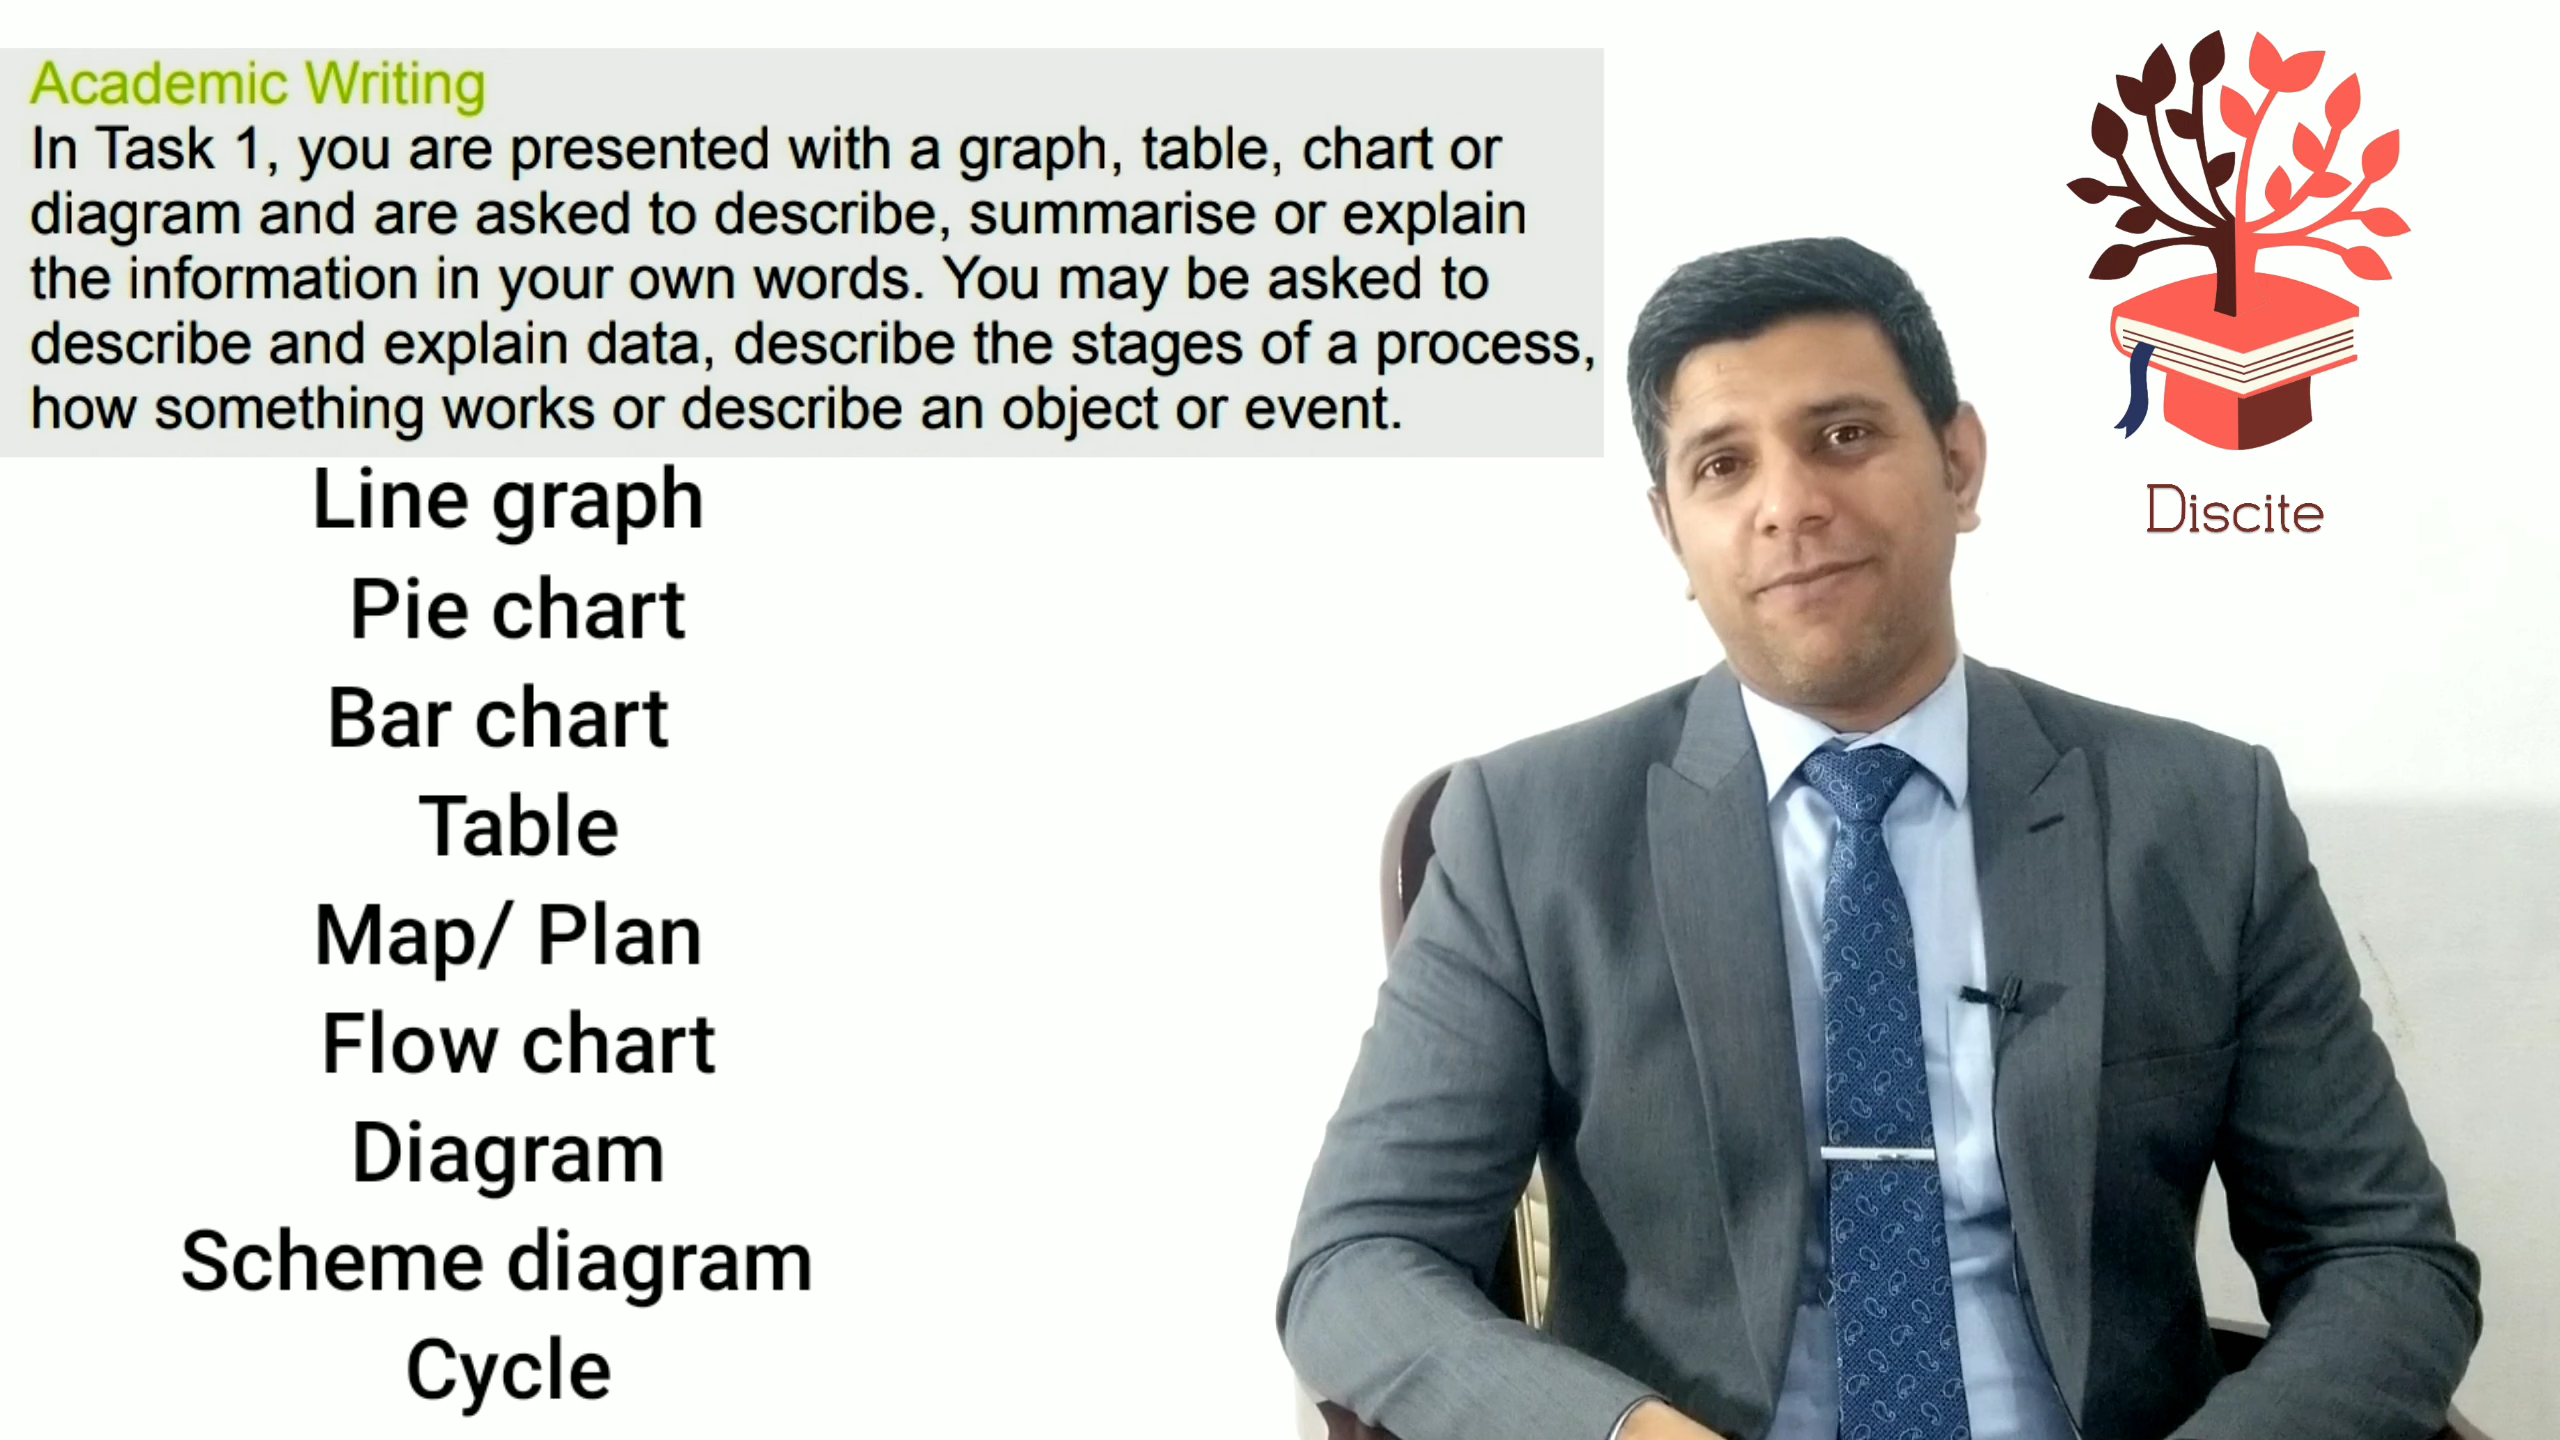 Academic Writing
In Task 1, you are presented with a graph, table, chart or
diagram and are asked to describe, summarise or explain
the information in your own words. You may be asked to
describe and explain data, describe the stages of a process,
how something works or describe an object or event.
Line graph
Pie chart
Bar chart
Table
Map/ Plan
Flow chart
Diagram
Scheme diagram
Cycle
Discite